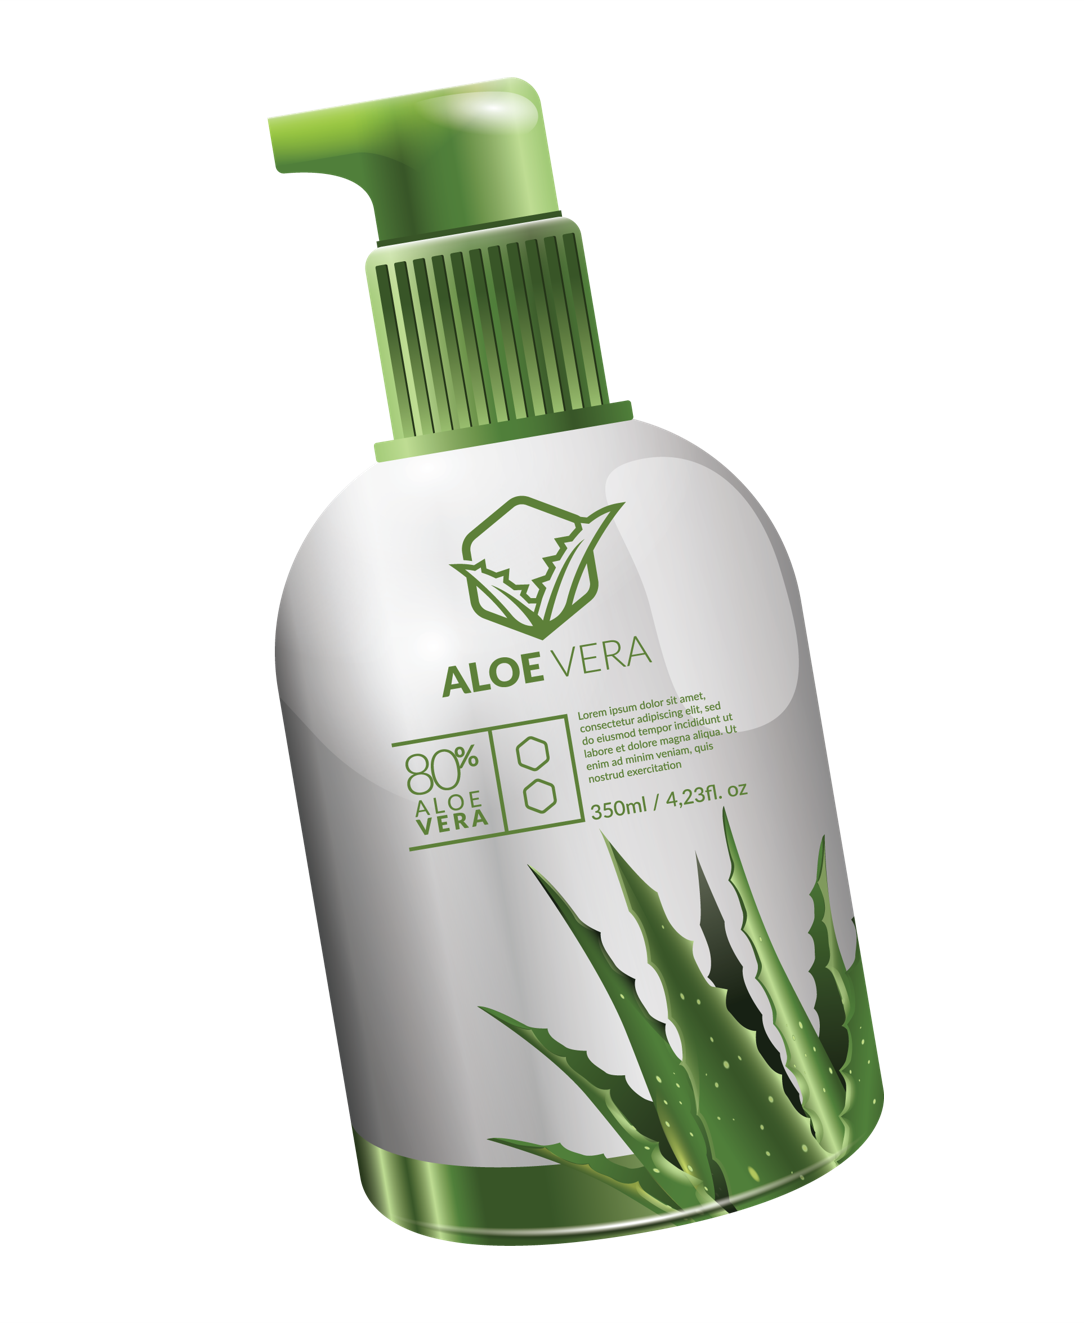 ALOE VERA
80%
ALOE
VERA
Lorem ipsum dolor sit amet,
consectetur adipiscing elit, sed
do eiusmod tempor incididunt ut
labore et dolore magna aliqua. Ut
enim ad minim veniam, quis
nostrud exercitation
350ml / 4,23fl. oz